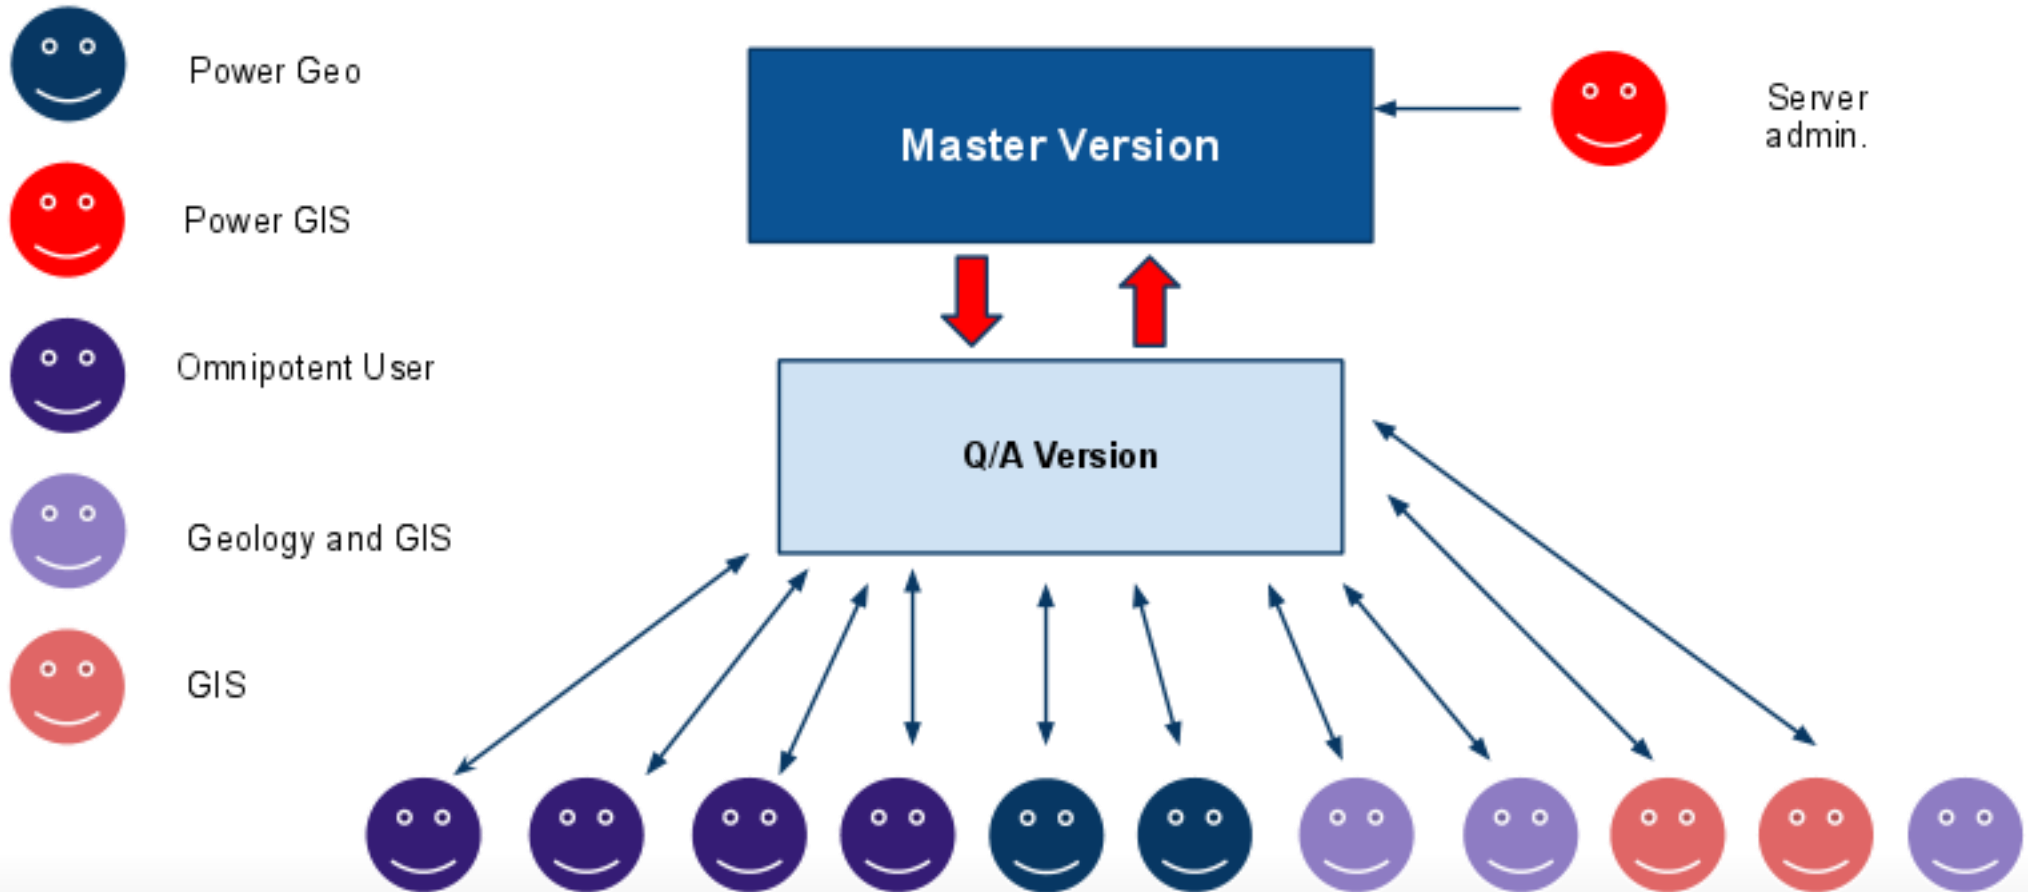 Power Geo
Power GIS
Omnipotent User
Geology and GIS
GIS
Master Version
Server
admin.
Q/A Version